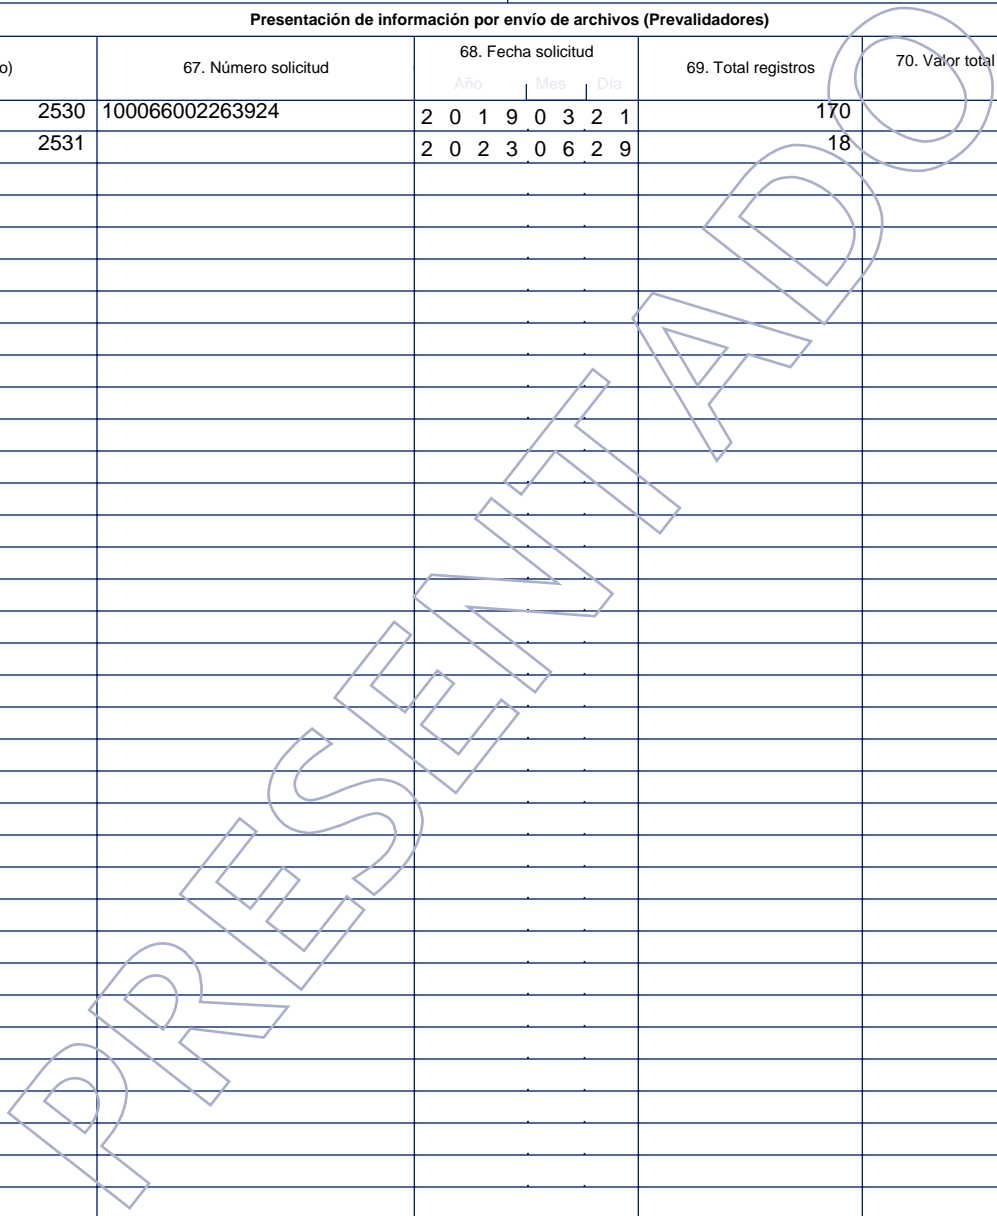 Presentación de información por envío de archivos (Prevalidadores)
o) 67. Número solicitud 68. Fecha solicitud 69. Total registros 70. Valor total
Año Mes Día
2530 100066002263924 2 0 1 9 0 3 2 1 170
2531 2 0 2 3 0 6 2 9 18
PRESENTADO